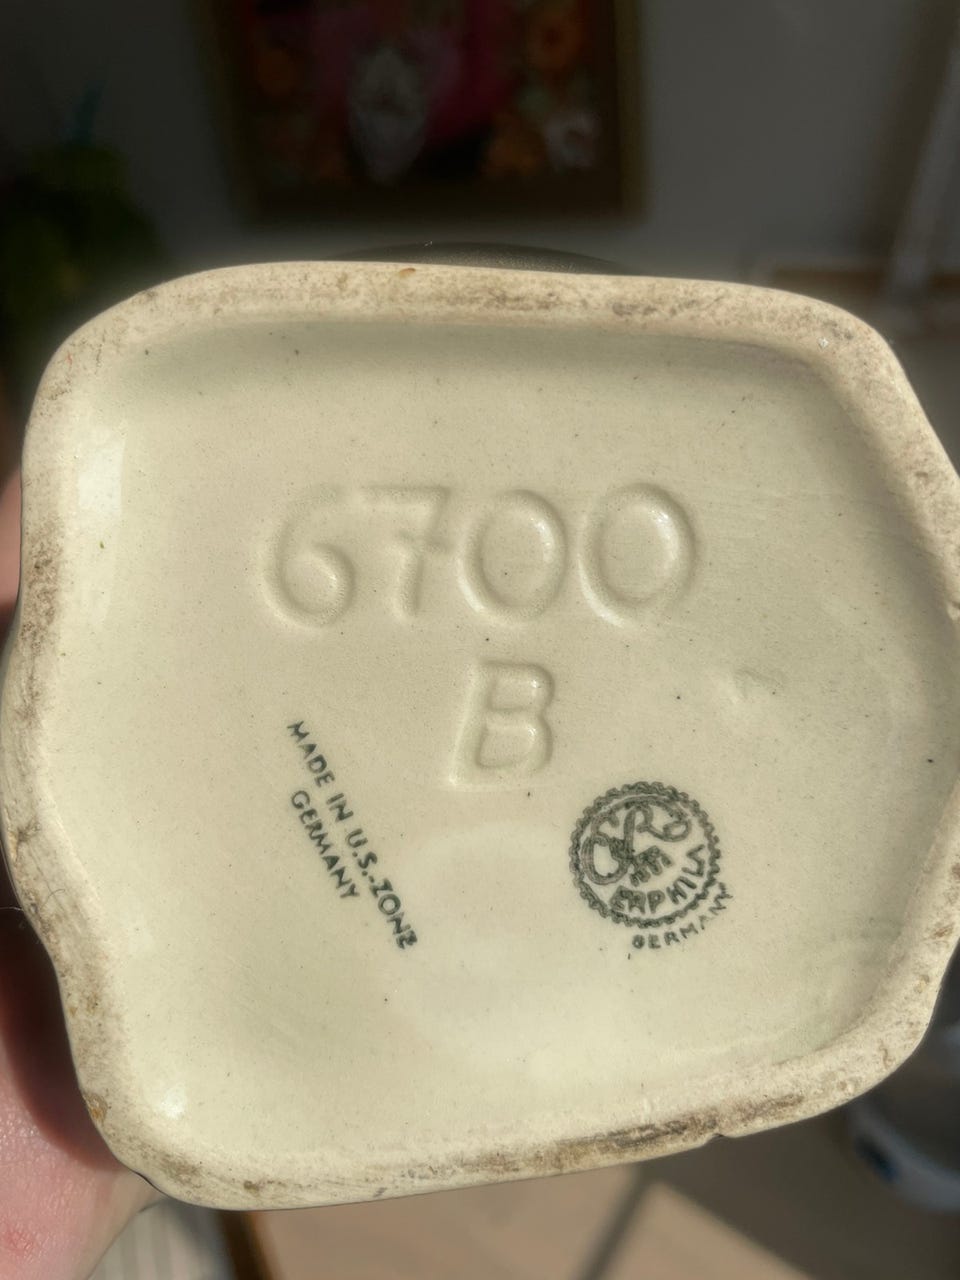 6700
B
MADE IN U.S.-ZONE
GERMANY
ERPHILA
GERMANY